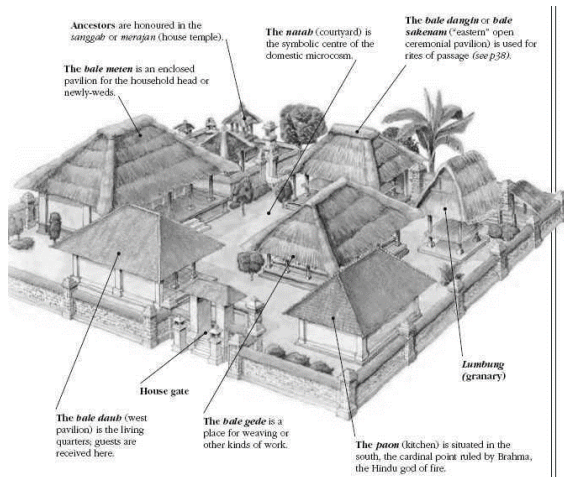 Ancestors are honoured in the
sanggah or merajan (house temple).
The natah (courtyard) is
the symbolic centre of the
domestic microcosm.
The bale dangin or bale
sakenam ("eastern" open
ceremonial pavilion) is used for
rites of passage (see p38).
The bale meten is an enclosed
pavilion for the household head or
newly-weds.
House gate
Lumbung
(granary)
The bale dauh (west
pavilion) is the living
quarters; guests are
received here.
The bale gede is a
place for weaving or
other kinds of work.
The paon (kitchen) is situated in the
south, the cardinal point ruled by Brahma,
the Hindu god of fire.